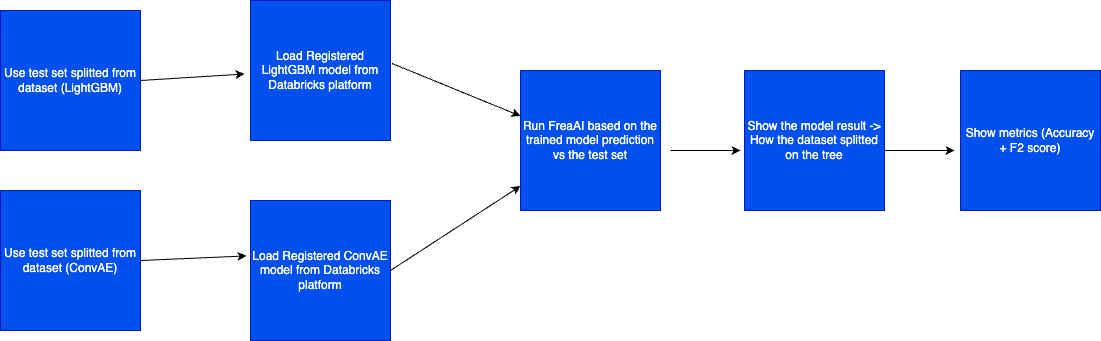 Use test set splitted from
dataset (LightGBM)
Load Registered
LightGBM model from
Databricks platform
Use test set splitted from
dataset (ConvAE)
Load Registered ConvAE
model from Databricks
platform
Run FreaAI based on the
trained model prediction
vs the test set
Show the model result ->
How the dataset splitted
on the tree
Show metrics (Accuracy
+ F2 score)